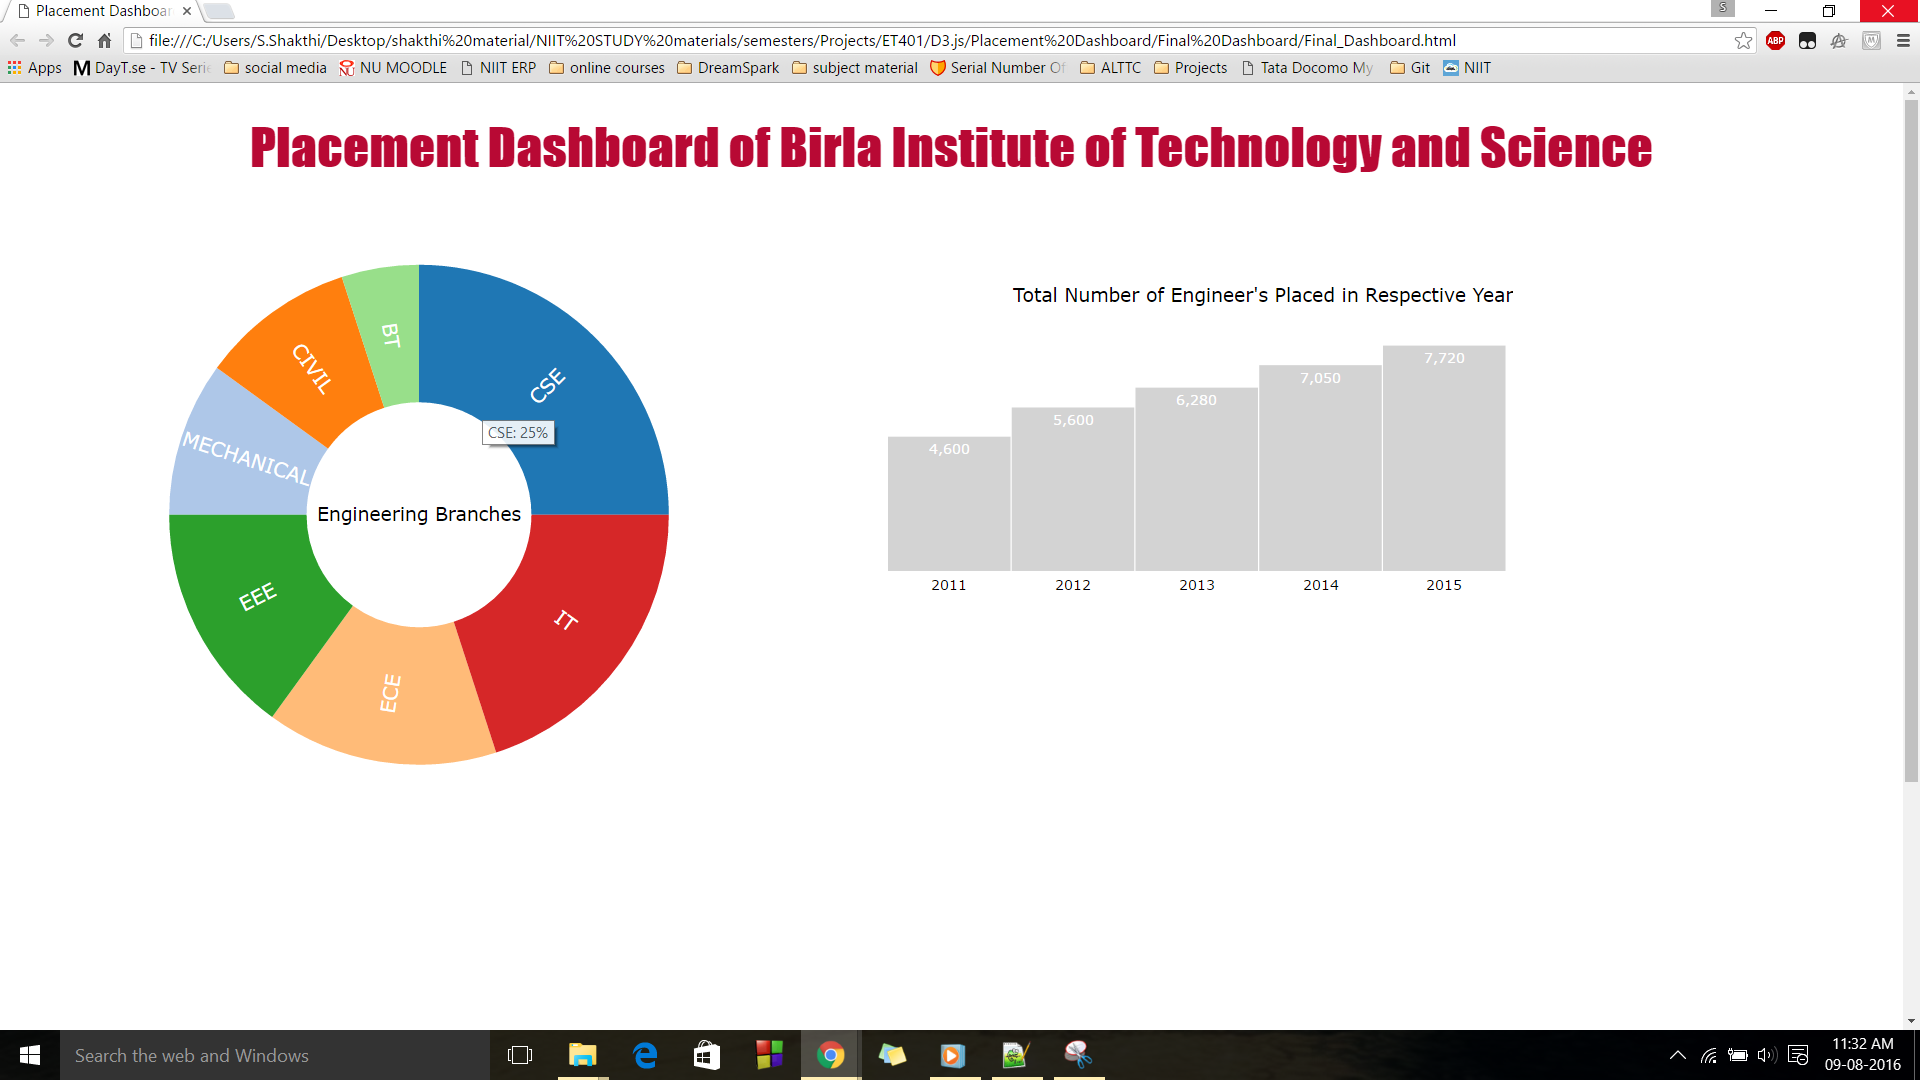 Placement Dashboar
S
file:///C:/Users/S.Shakthi/Desktop/shakthi%20material/NIIT%20STUDY%20materials/semesters/Projects/ET401/D3.js/Placement%20Dashboard/Final%20Dashboard/Final_Dashboard.html
ABP
Apps M DayT.se - TV Serie social media NU MOODLE NIIT ERP online courses DreamSpark subject material Serial Number Of ALTTC Projects Tata Docomo My Git NIIT
Placement Dashboard of Birla Institute of Technology and Science
BT
CSE
CIVIL
CSE: 25%
MECHANICAL
Engineering Branches
EEE
IT
ECE
Total Number of Engineer's Placed in Respective Year
4,600 5,600 6,280 7,050 7,720
2011 2012 2013 2014 2015
Search the web and Windows
11:32 AM
09-08-2016